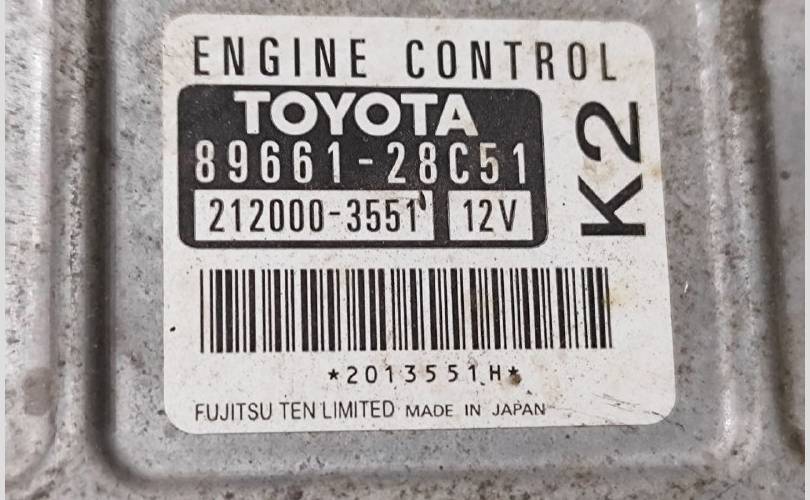 ENGINE CONTROL
TOYOTA
89661-28C51
212000-3551 12V
K2
*2013551H*
FUJITSU TEN LIMITED MADE IN JAPAN